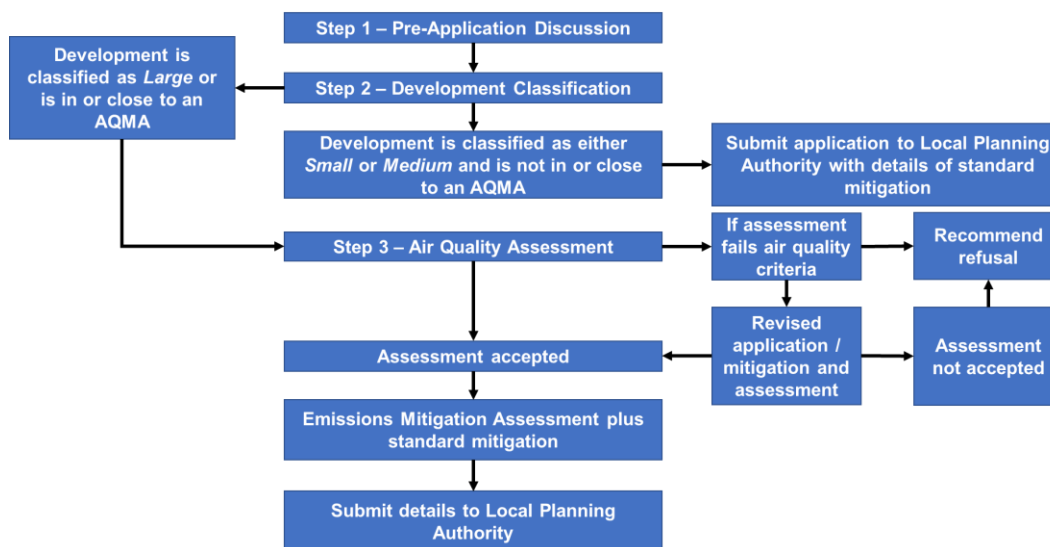 Step 1 – Pre-Application Discussion
Development is
classified as Large or
is in or close to an
AQMA
Step 2 – Development Classification
Development is classified as either
Small or Medium and is not in or close
to an AQMA
Submit application to Local Planning
Authority with details of standard
mitigation
Step 3 – Air Quality Assessment
If assessment
fails air quality
criteria
Recommend
refusal
Assessment accepted
Revised
application /
mitigation and
assessment
Assessment
not accepted
Emissions Mitigation Assessment plus
standard mitigation
Submit details to Local Planning
Authority